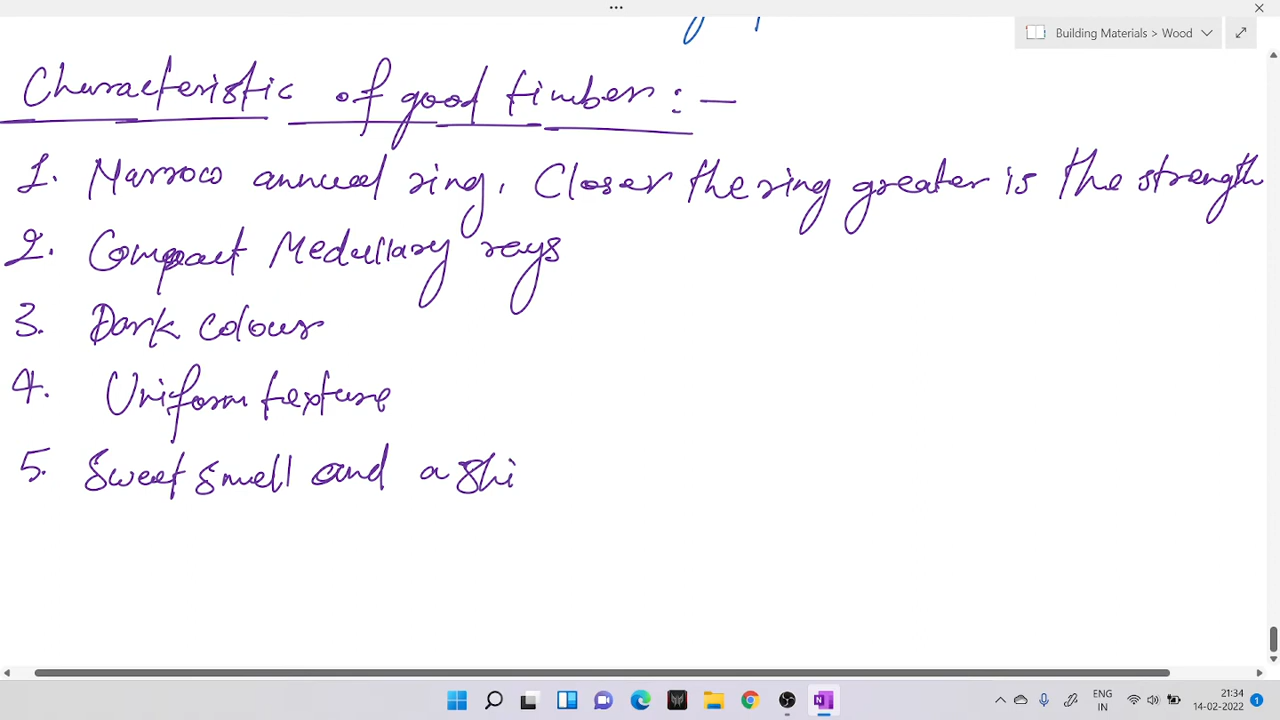 ...
Building Materials > Wood
Characteristic of good timber : —
1. Narrow annual ring. Closer the ring greater is the strength
2. Compact Medullary rays
3. Dark colour
4. Uniform texture
5. Sweet smell and a shi
ENG
IN
21:34
14-02-2022
1